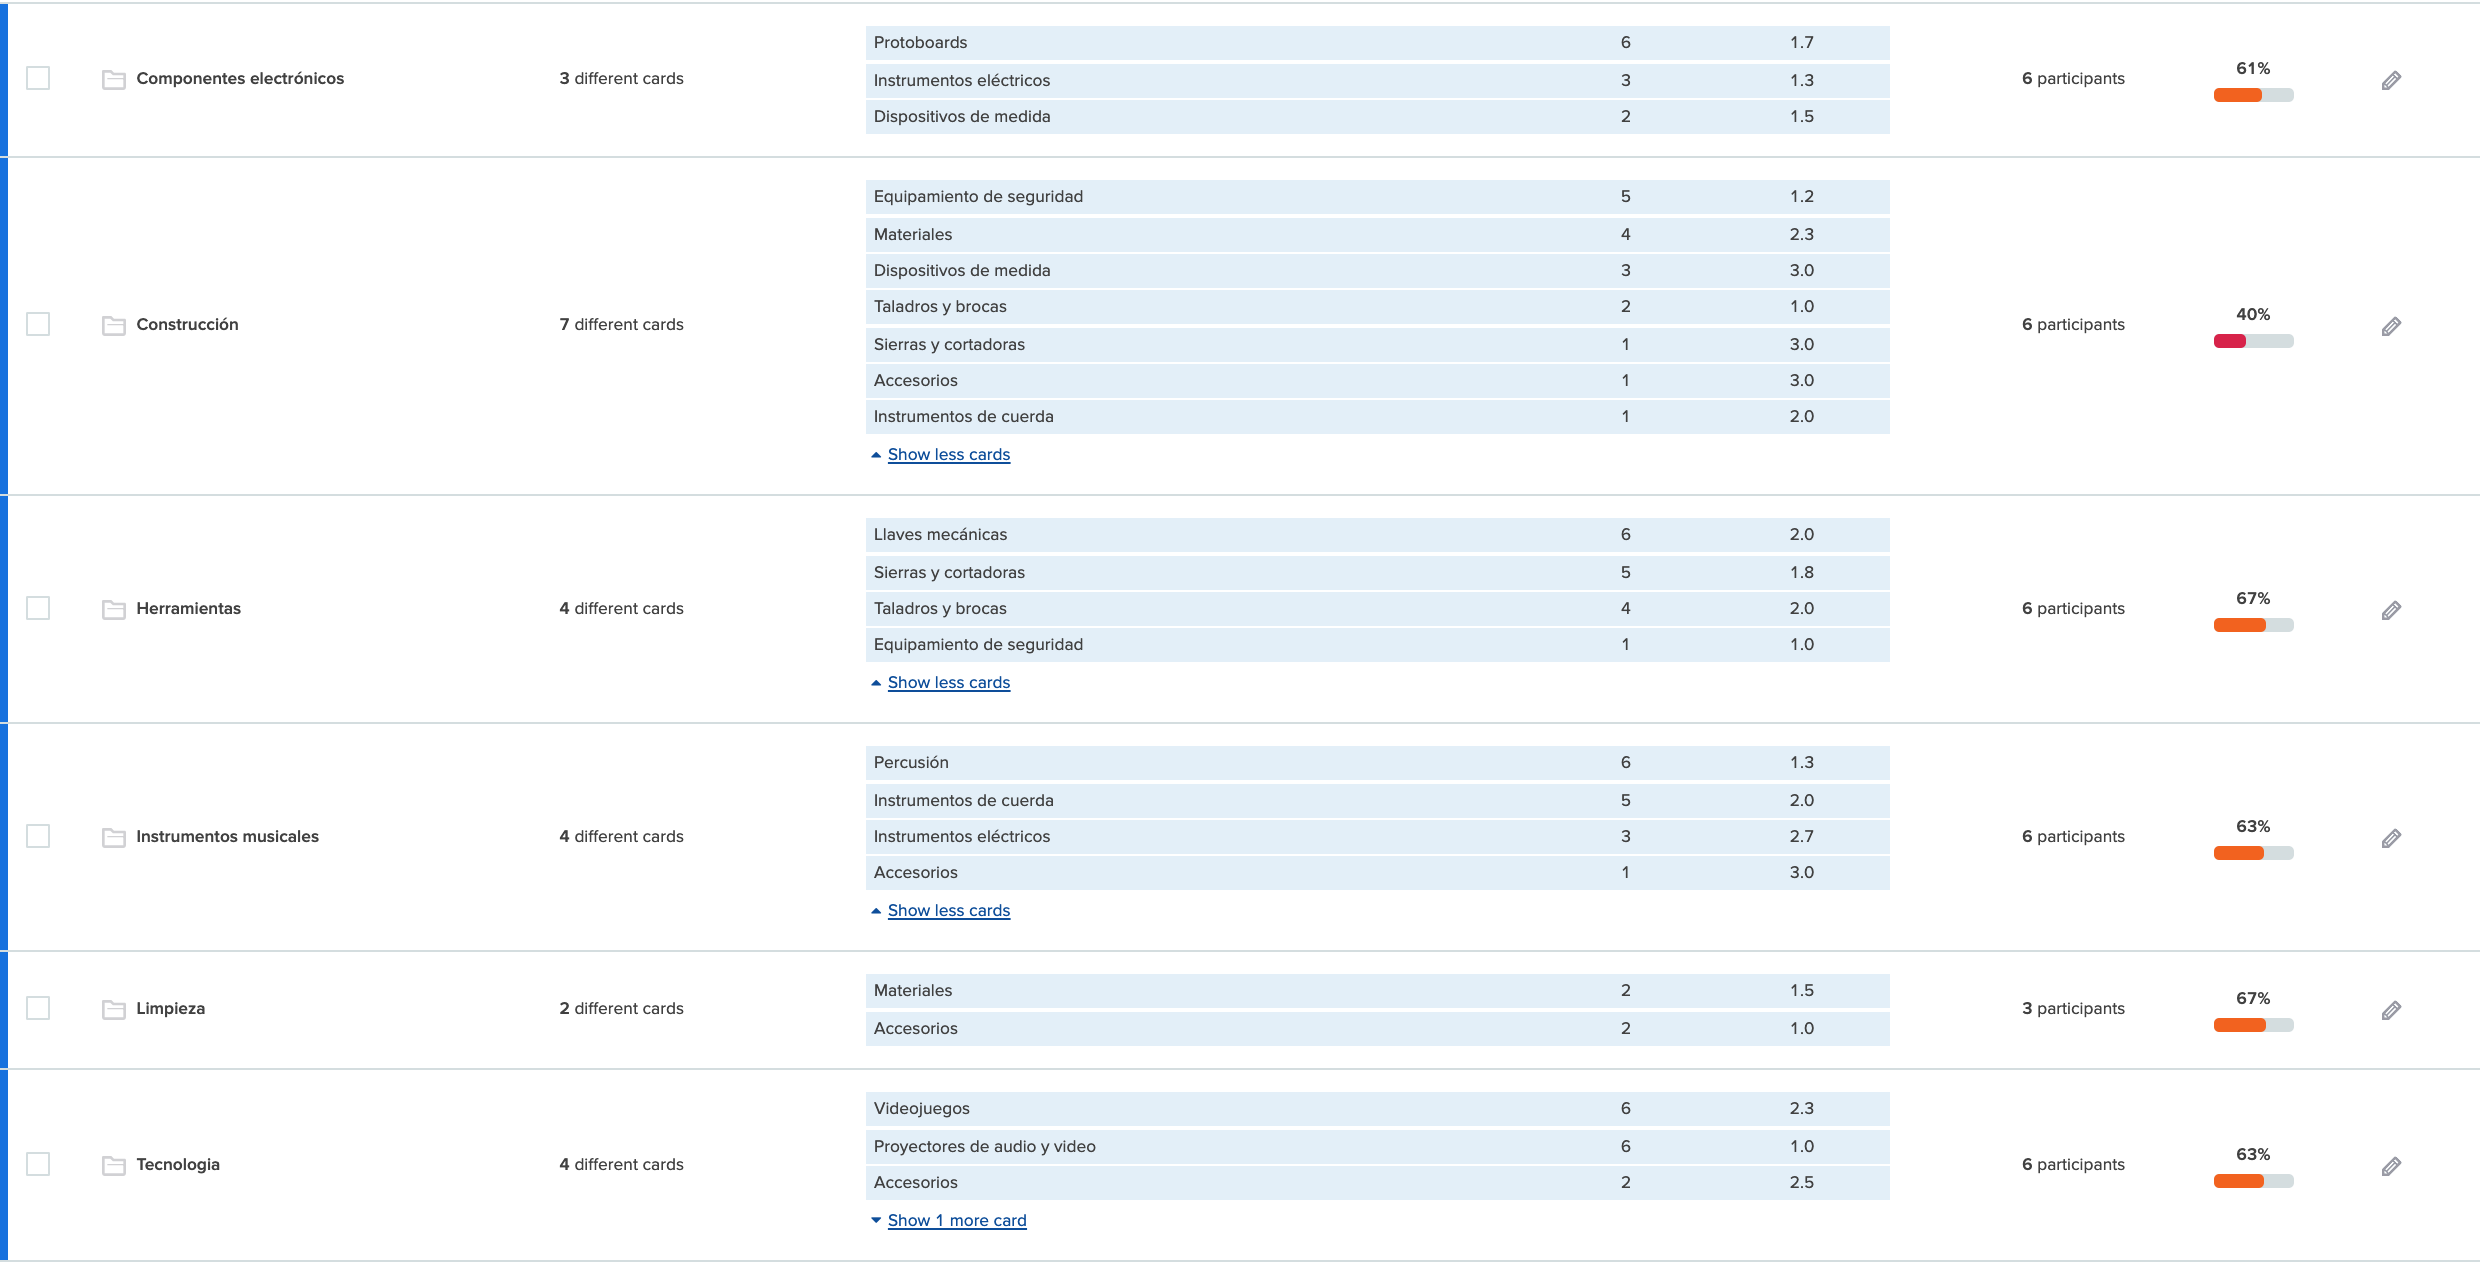 Componentes electrónicos
3 different cards
Protoboards 6 1.7
Instrumentos eléctricos 3 1.3
Dispositivos de medida 2 1.5
6 participants
61%
Construcción
7 different cards
Equipamiento de seguridad 5 1.2
Materiales 4 2.3
Dispositivos de medida 3 3.0
Taladros y brocas 2 1.0
Sierras y cortadoras 1 3.0
Accesorios 1 3.0
Instrumentos de cuerda 1 2.0
Show less cards
6 participants
40%
Herramientas
4 different cards
Llaves mecánicas 6 2.0
Sierras y cortadoras 5 1.8
Taladros y brocas 4 2.0
Equipamiento de seguridad 1 1.0
Show less cards
6 participants
67%
Instrumentos musicales
4 different cards
Percusión 6 1.3
Instrumentos de cuerda 5 2.0
Instrumentos eléctricos 3 2.7
Accesorios 1 3.0
Show less cards
6 participants
63%
Limpieza
2 different cards
Materiales 2 1.5
Accesorios 2 1.0
3 participants
67%
Tecnologia
4 different cards
Videojuegos 6 2.3
Proyectores de audio y video 6 1.0
Accesorios 2 2.5
Show 1 more card
6 participants
63%